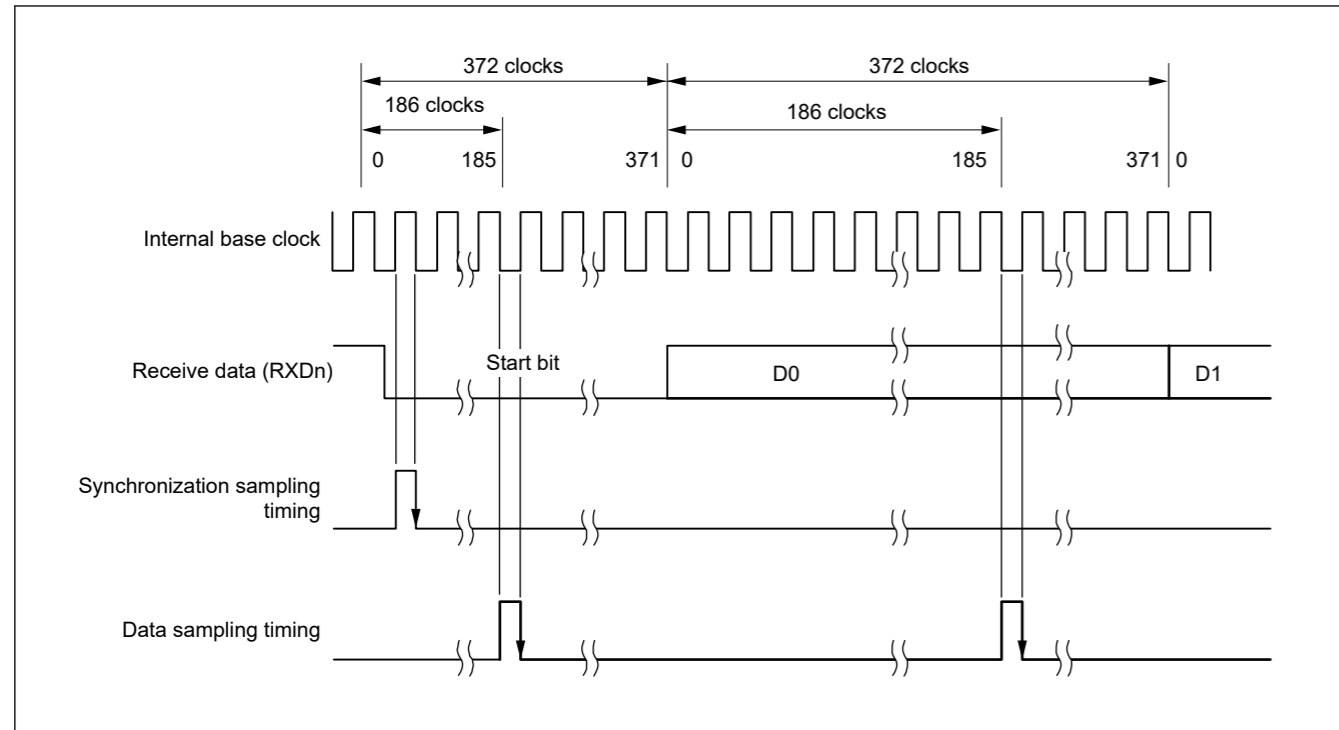 372 clocks
372 clocks
186 clocks
186 clocks
0
185
371
0
185
371
0
Internal base clock
Receive data (RXDn)
Start bit
D0
D1
Synchronization sampling
timing
Data sampling timing